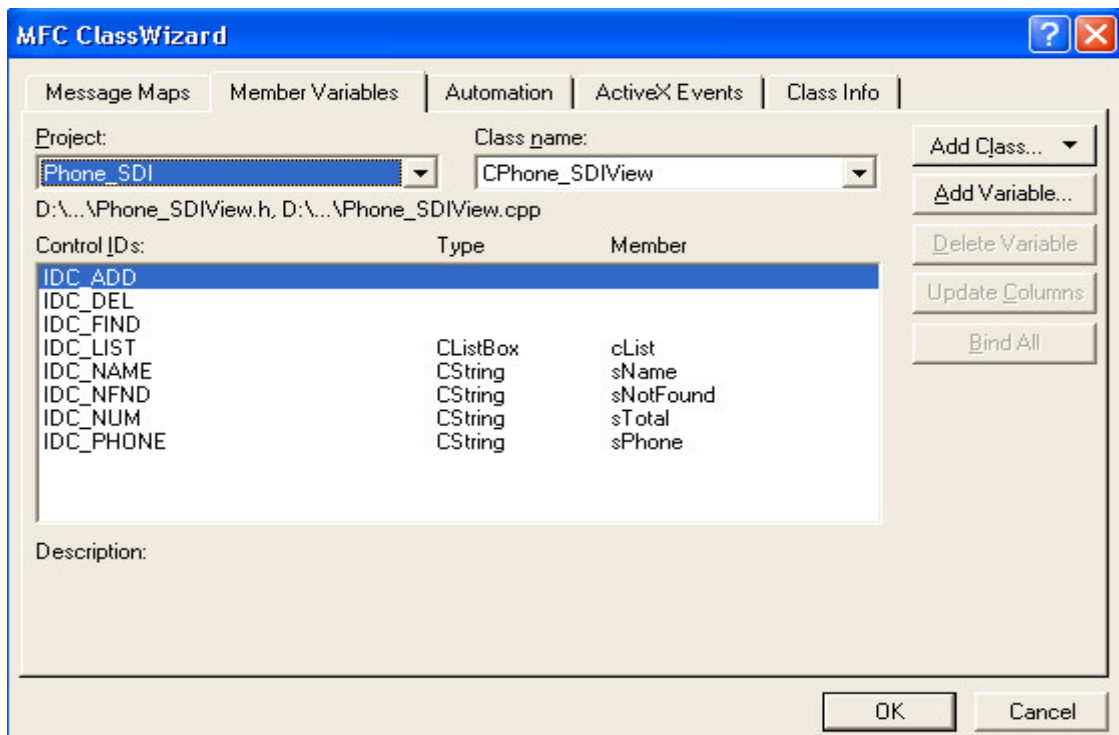 MFC ClassWizard
Message Maps Member Variables Automation ActiveX Events Class Info
Project: Class name:
Add Class...
Phone_SDI CPhone_SDIView
Add Variable...
D:\...\Phone_SDIView.h, D:\...\Phone_SDIView.cpp
Control IDs: Type Member
Delete Variable
IDC_ADD
IDC_DEL
Update Columns
IDC_FIND
IDC_LIST CListBox cList
Bind All
IDC_NAME CString sName
IDC_NFND CString sNotFound
IDC_NUM CString sTotal
IDC_PHONE CString sPhone
Description:
OK Cancel